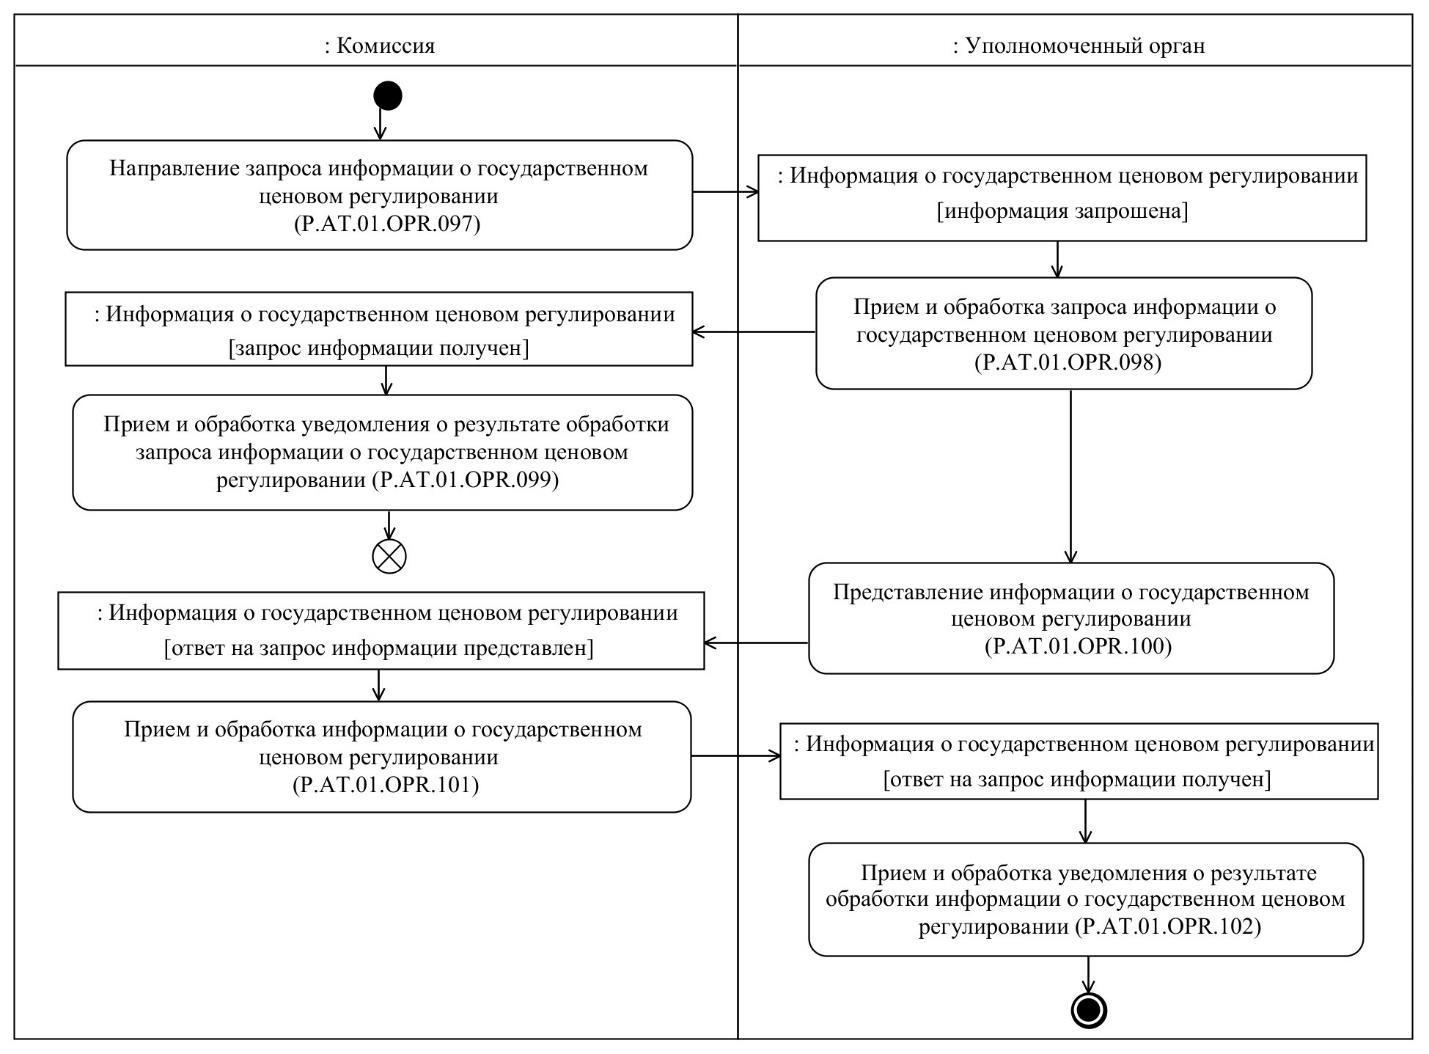 : Комиссия
: Уполномоченный орган
Направление запроса информации о государственном
ценовом регулировании
(P.AT.01.OPR.097)
: Информация о государственном ценовом регулировании
[информация запрошена]
Прием и обработка запроса информации о
государственном ценовом регулировании
(P.AT.01.OPR.098)
: Информация о государственном ценовом регулировании
[запрос информации получен]
Прием и обработка уведомления о результате обработки
запроса информации о государственном ценовом
регулировании (P.AT.01.OPR.099)
Представление информации о государственном
ценовом регулировании
(P.AT.01.OPR.100)
: Информация о государственном ценовом регулировании
[ответ на запрос информации представлен]
Прием и обработка информации о государственном
ценовом регулировании
(P.AT.01.OPR.101)
: Информация о государственном ценовом регулировании
[ответ на запрос информации получен]
Прием и обработка уведомления о результате
обработки информации о государственном ценовом
регулировании (P.AT.01.OPR.102)